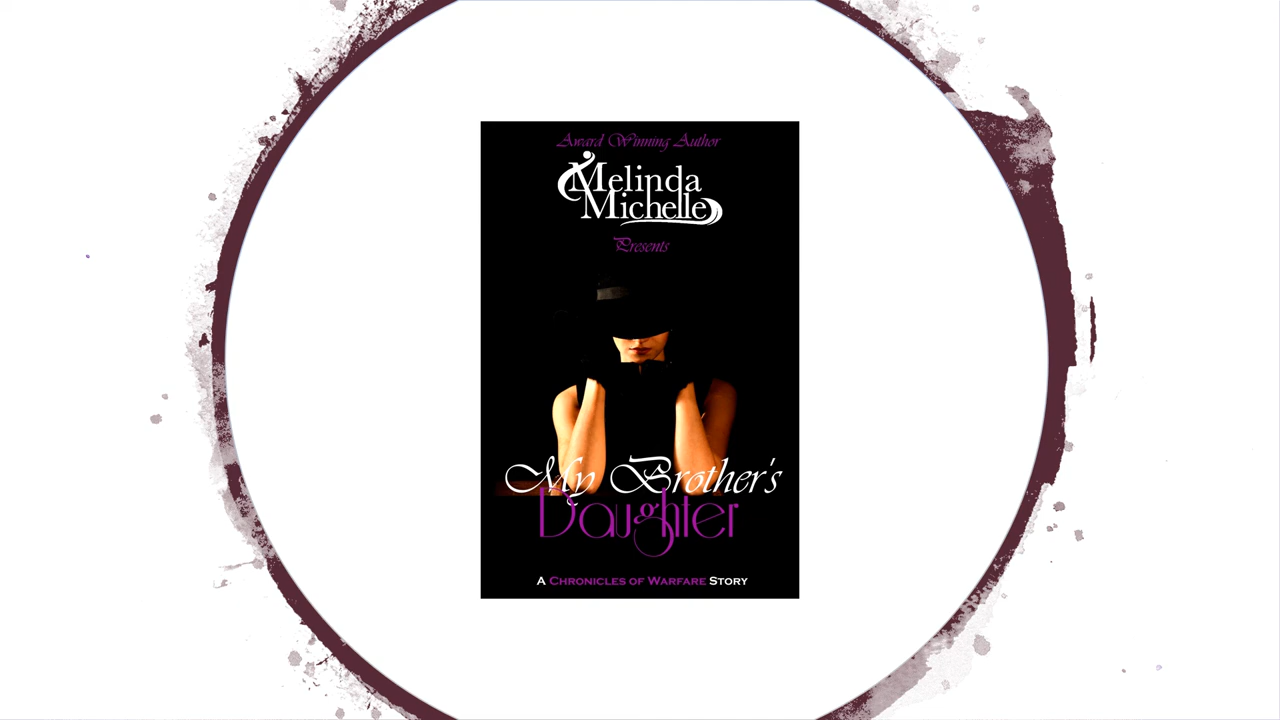 Award Winning Author
Melinda
Michelle
Presents
My Brother's
Daughter
A Chronicles of Warfare Story